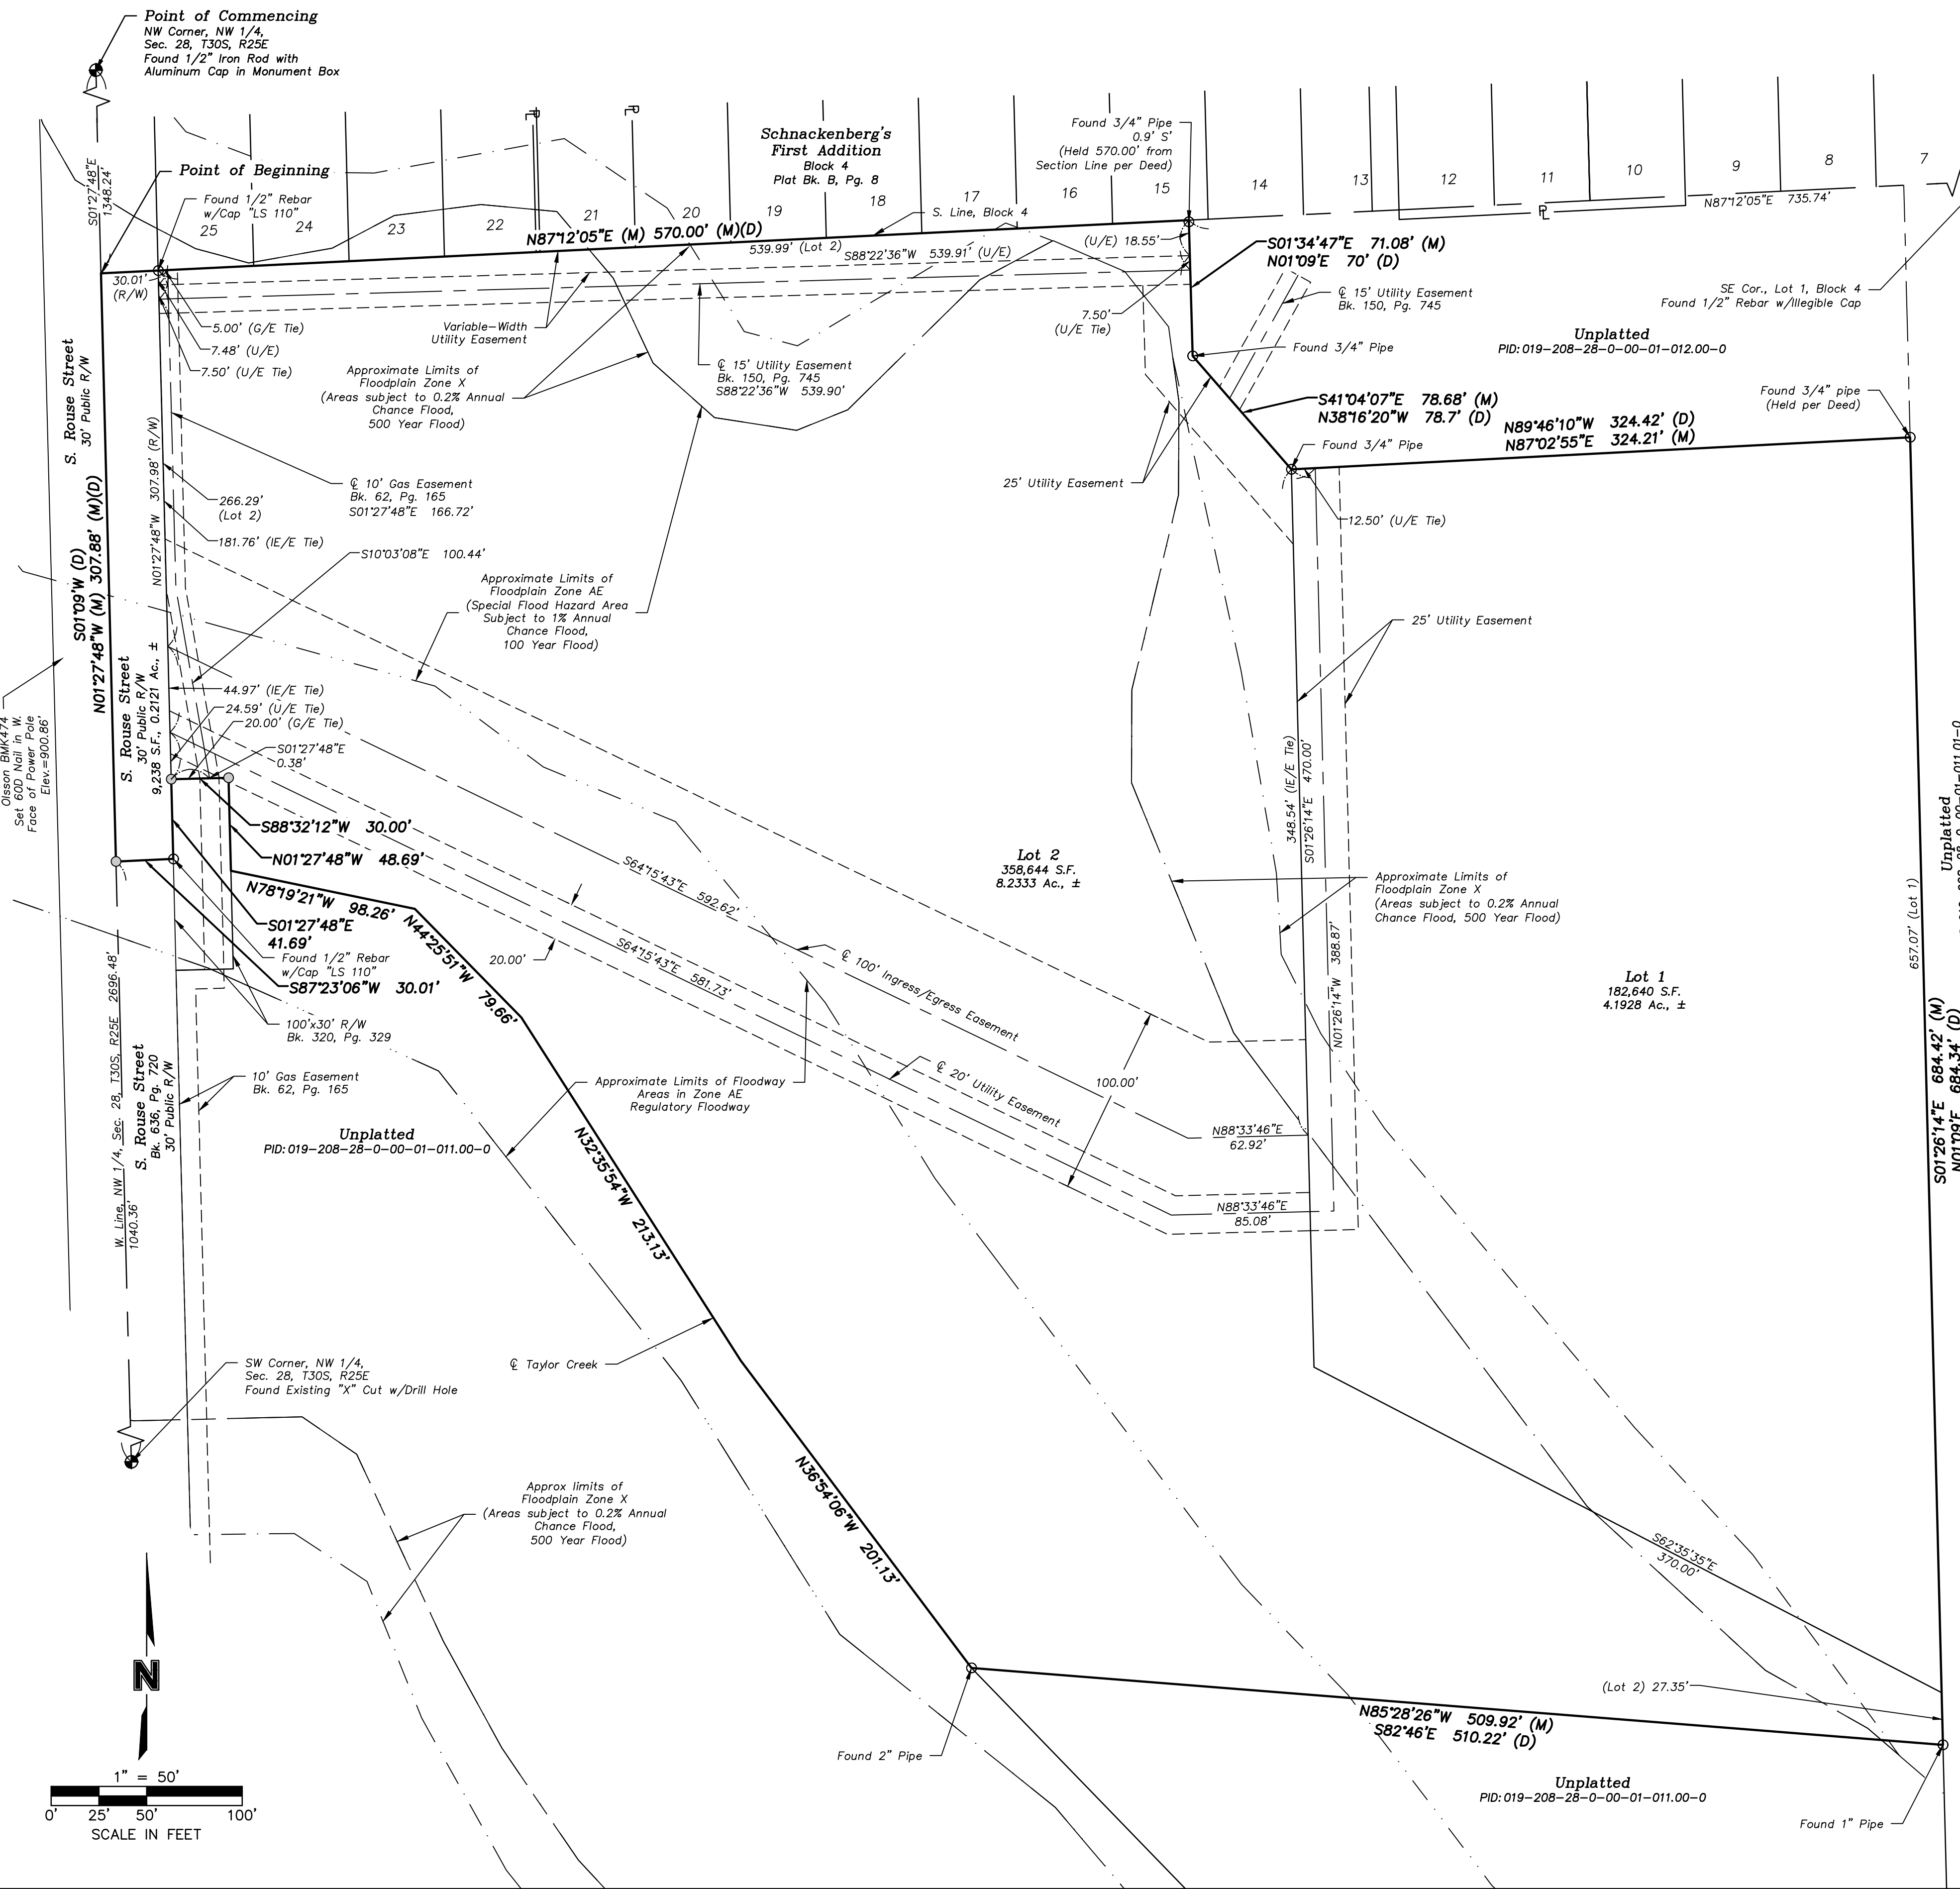 Point of Commencing
NW Corner, NW 1/4,
Sec. 28, T30S, R25E
Found 1/2" Iron Rod with
Aluminum Cap in Monument Box
S01°27'48"E
1348.24'
Point of Beginning
Found 1/2" Rebar
w/Cap "LS 110"
25
24
23
22
21
20
19
18
17
16
15
14
13
12
11
10
9
8
7
PL
PL
PL
Schnackenberg's
First Addition
Block 4
Plat Bk. B, Pg. 8
Found 3/4" Pipe
0.9' S'
(Held 570.00' from
Section Line per Deed)
S. Line, Block 4
N87°12'05"E 735.74'
N87°12'05"E (M) 570.00' (M)(D)
539.99' (Lot 2)
S88°22'36"W 539.91' (U/E)
(U/E) 18.55'
S01°34'47"E 71.08' (M)
N01°09'E 70' (D)
30.01'
(R/W)
5.00' (G/E Tie)
7.48' (U/E)
7.50' (U/E Tie)
Variable-Width
Utility Easement
℄ 15' Utility Easement
Bk. 150, Pg. 745
S88°22'36"W 539.90'
7.50'
(U/E Tie)
℄ 15' Utility Easement
Bk. 150, Pg. 745
SE Cor., Lot 1, Block 4
Found 1/2" Rebar w/Illegible Cap
Unplatted
PID: 019-208-28-0-00-01-012.00-0
Found 3/4" Pipe
Found 3/4" pipe
(Held per Deed)
S. Rouse Street
30' Public R/W
Approximate Limits of
Floodplain Zone X
(Areas subject to 0.2% Annual
Chance Flood,
500 Year Flood)
S41°04'07"E 78.68' (M)
N38°16'20"W 78.7' (D)
N89°46'10"W 324.42' (D)
N87°02'55"E 324.21' (M)
Found 3/4" Pipe
25' Utility Easement
12.50' (U/E Tie)
℄ 10' Gas Easement
Bk. 62, Pg. 165
S01°27'48"E 166.72'
N01°27'48"W 307.98' (R/W)
266.29'
(Lot 2)
181.76' (IE/E Tie)
S10°03'08"E 100.44'
S01°09'W (D)
N01°27'48"W (M) 307.88' (M)(D)
Approximate Limits of
Floodplain Zone AE
(Special Flood Hazard Area
Subject to 1% Annual
Chance Flood,
100 Year Flood)
25' Utility Easement
S. Rouse Street
30' Public R/W
9,238 S.F., 0.2121 Ac., ±
44.97' (IE/E Tie)
24.59' (U/E Tie)
20.00' (G/E Tie)
S01°27'48"E
0.38'
Olsson BMK474
Set 60D Nail in W.
Face of Power Pole
Elev.=900.86'
S88°32'12"W 30.00'
N01°27'48"W 48.69'
N78°19'21"W 98.26'
N44°25'51"W 79.66'
S01°27'48"E
41.69'
Found 1/2" Rebar
w/Cap "LS 110"
S87°23'06"W 30.01'
100'x30' R/W
Bk. 320, Pg. 329
S64°15'43"E 592.62'
S64°15'43"E 581.73'
20.00'
℄ 100' Ingress/Egress Easement
℄ 20' Utility Easement
100.00'
Lot 2
358,644 S.F.
8.2333 Ac., ±
348.54' (IE/E Tie)
S01°26'14"E 470.00'
N01°26'14"W 388.87'
Approximate Limits of
Floodplain Zone X
(Areas subject to 0.2% Annual
Chance Flood, 500 Year Flood)
Lot 1
182,640 S.F.
4.1928 Ac., ±
657.07' (Lot 1)
Unplatted
S01°26'14"E 684.42' (M)
N01°09'E 684.34' (D)
W. Line, NW 1/4, Sec. 28, T30S, R25E 2696.48'
1040.36'
S. Rouse Street
Bk. 636, Pg. 720
30' Public R/W
10' Gas Easement
Bk. 62, Pg. 165
Unplatted
PID: 019-208-28-0-00-01-011.00-0
Approximate Limits of Floodway
Areas in Zone AE
Regulatory Floodway
N88°33'46"E
62.92'
N88°33'46"E
85.08'
N32°35'54"W 213.13'
℄ Taylor Creek
SW Corner, NW 1/4,
Sec. 28, T30S, R25E
Found Existing "X" Cut w/Drill Hole
N36°54'06"W 201.13'
Approx limits of
Floodplain Zone X
(Areas subject to 0.2% Annual
Chance Flood,
500 Year Flood)
S62°35'35"E
370.00'
(Lot 2) 27.35'
N85°28'26"W 509.92' (M)
S82°46'E 510.22' (D)
Found 2" Pipe
Unplatted
PID: 019-208-28-0-00-01-011.00-0
Found 1" Pipe
N
1" = 50'
0' 25' 50' 100'
SCALE IN FEET